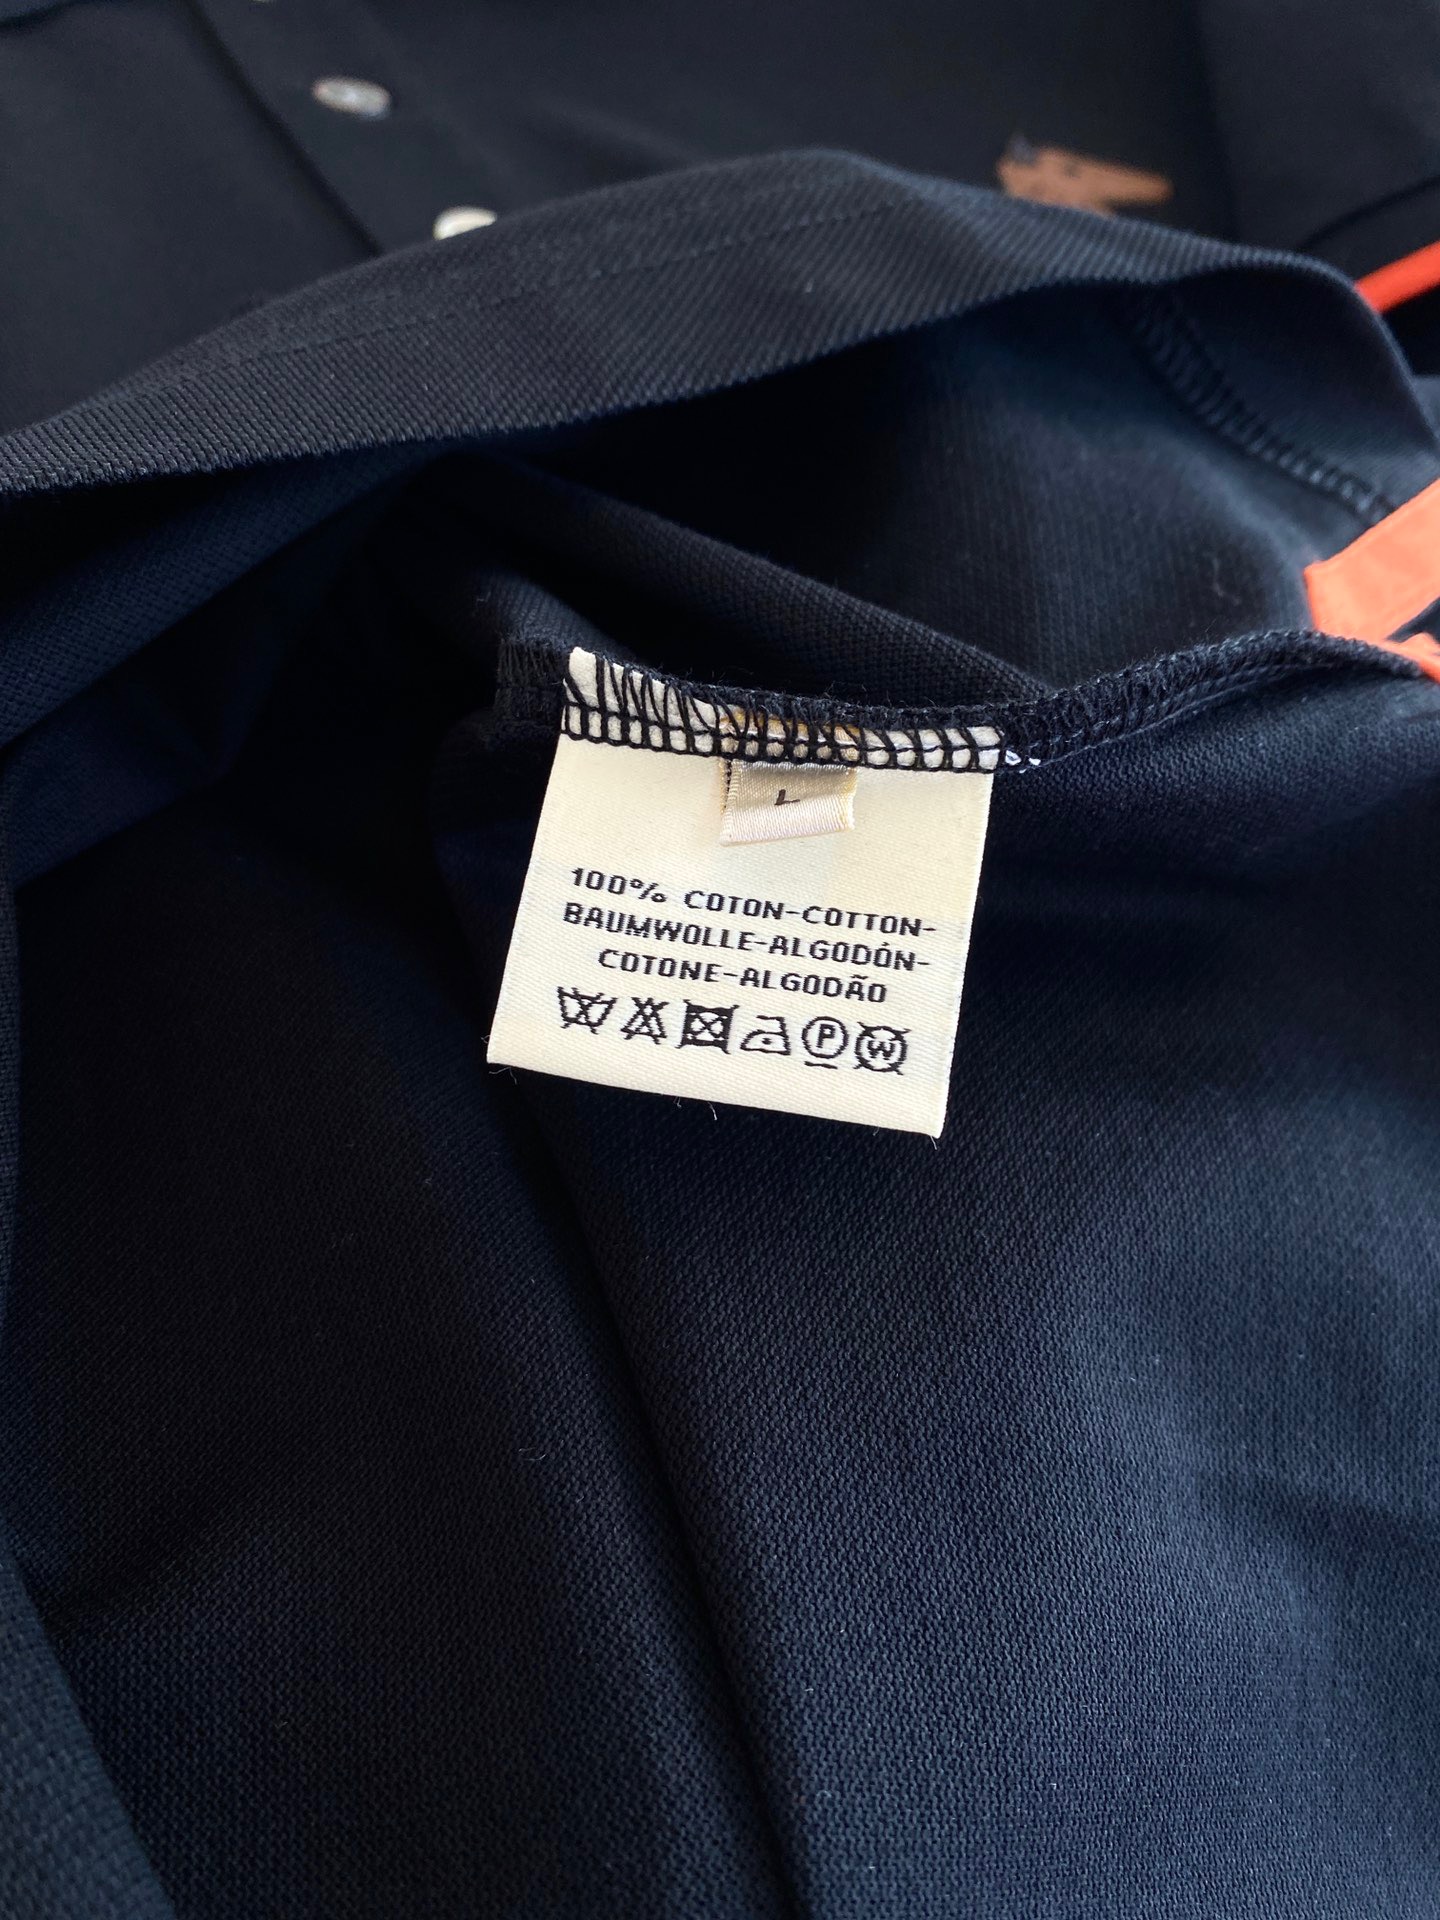 L
100% COTON-COTTON-
BAUMWOLLE-ALGODÓN-
COTONE-ALGODÃO
P W